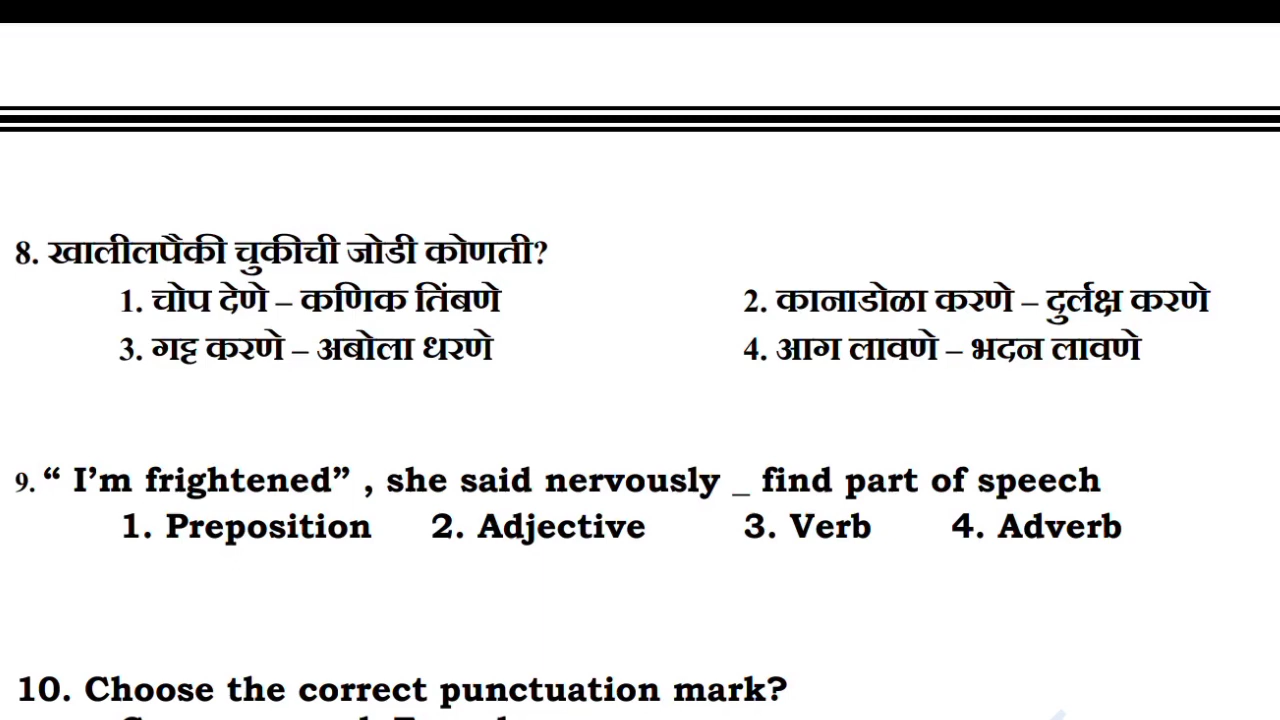 8. खालीलपैकी चुकीची जोडी कोणती?
1. चोप देणे – कणिक तिंबणे 2. कानाडोळा करणे – दुर्लक्ष करणे
3. गट्ट करणे – अबोला धरणे 4. आग लावणे – भदन लावणे
9. “ I’m frightened” , she said nervously _ find part of speech
1. Preposition 2. Adjective 3. Verb 4. Adverb
10. Choose the correct punctuation mark?